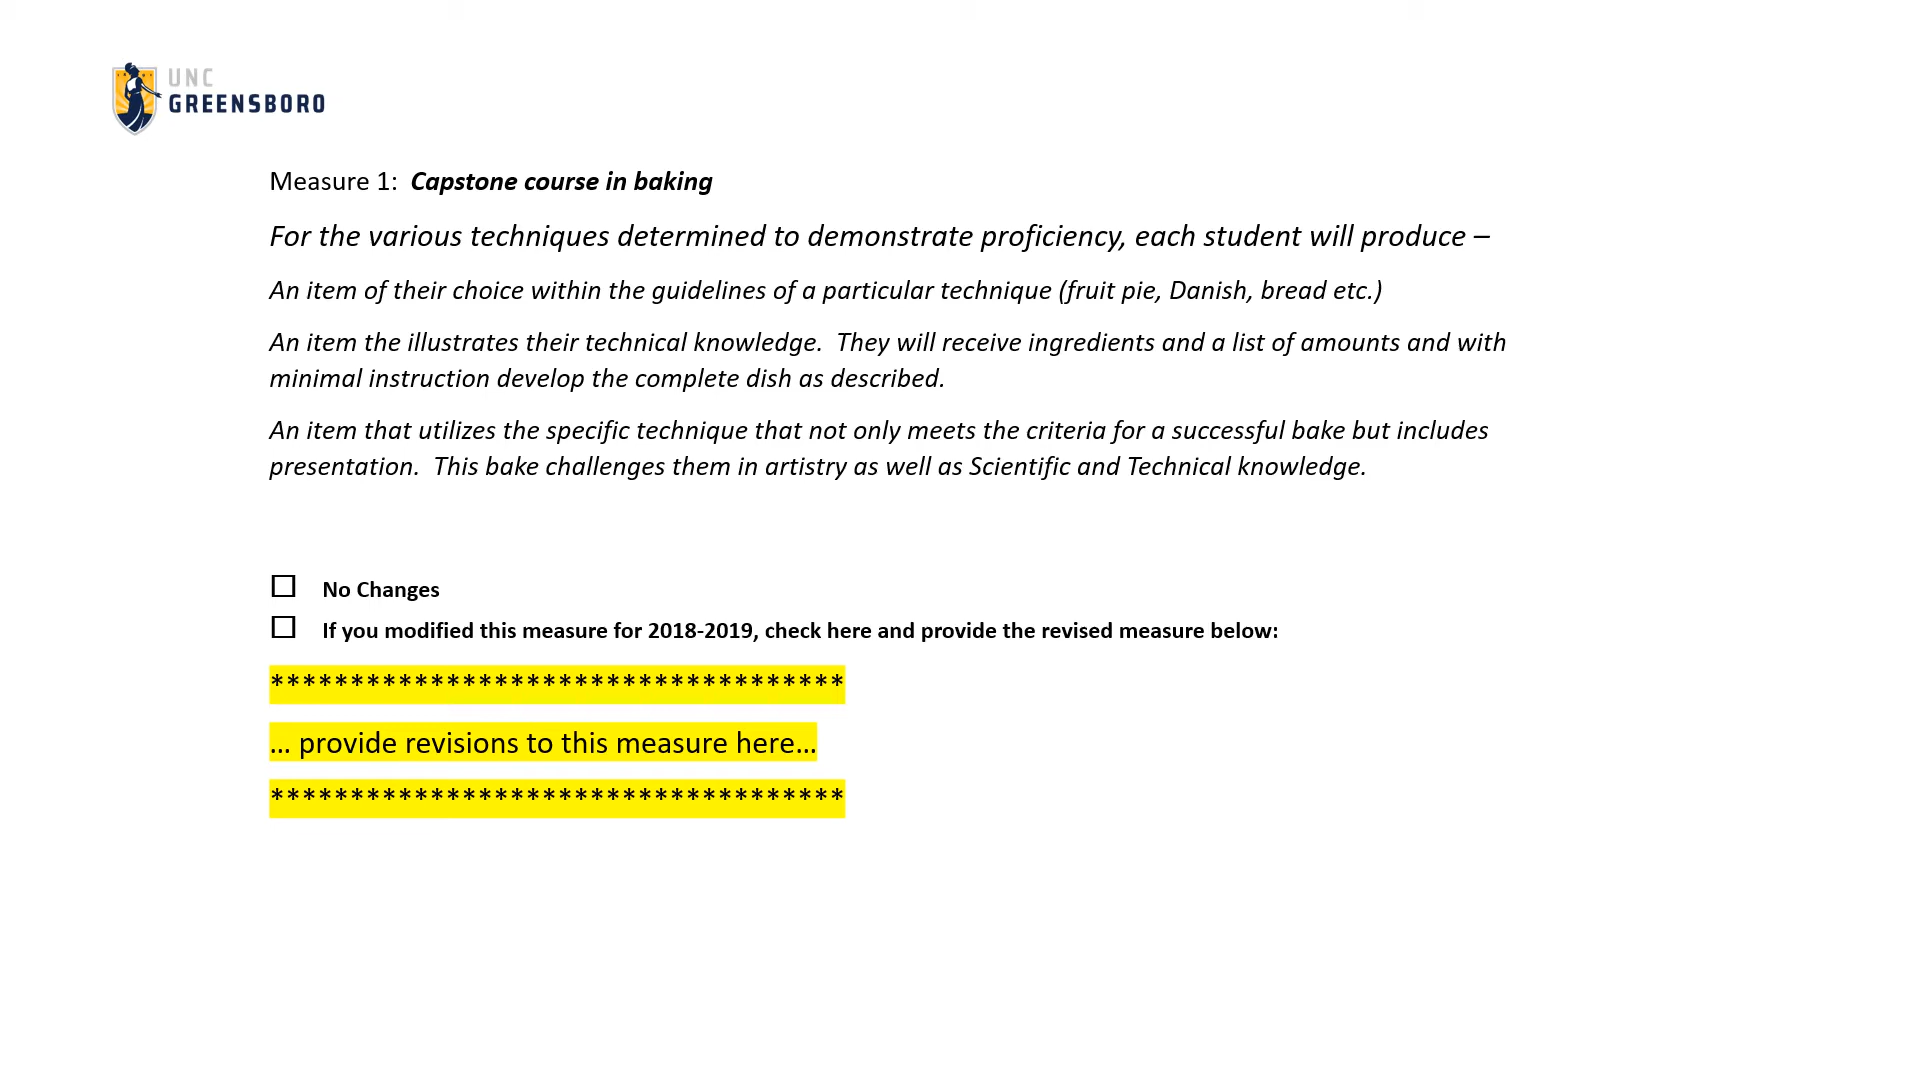 UNC
GREENSBORO
Measure 1: Capstone course in baking
For the various techniques determined to demonstrate proficiency, each student will produce –
An item of their choice within the guidelines of a particular technique (fruit pie, Danish, bread etc.)
An item the illustrates their technical knowledge. They will receive ingredients and a list of amounts and with
minimal instruction develop the complete dish as described.
An item that utilizes the specific technique that not only meets the criteria for a successful bake but includes
presentation. This bake challenges them in artistry as well as Scientific and Technical knowledge.
☐ No Changes
☐ If you modified this measure for 2018-2019, check here and provide the revised measure below:
************************************
... provide revisions to this measure here...
************************************